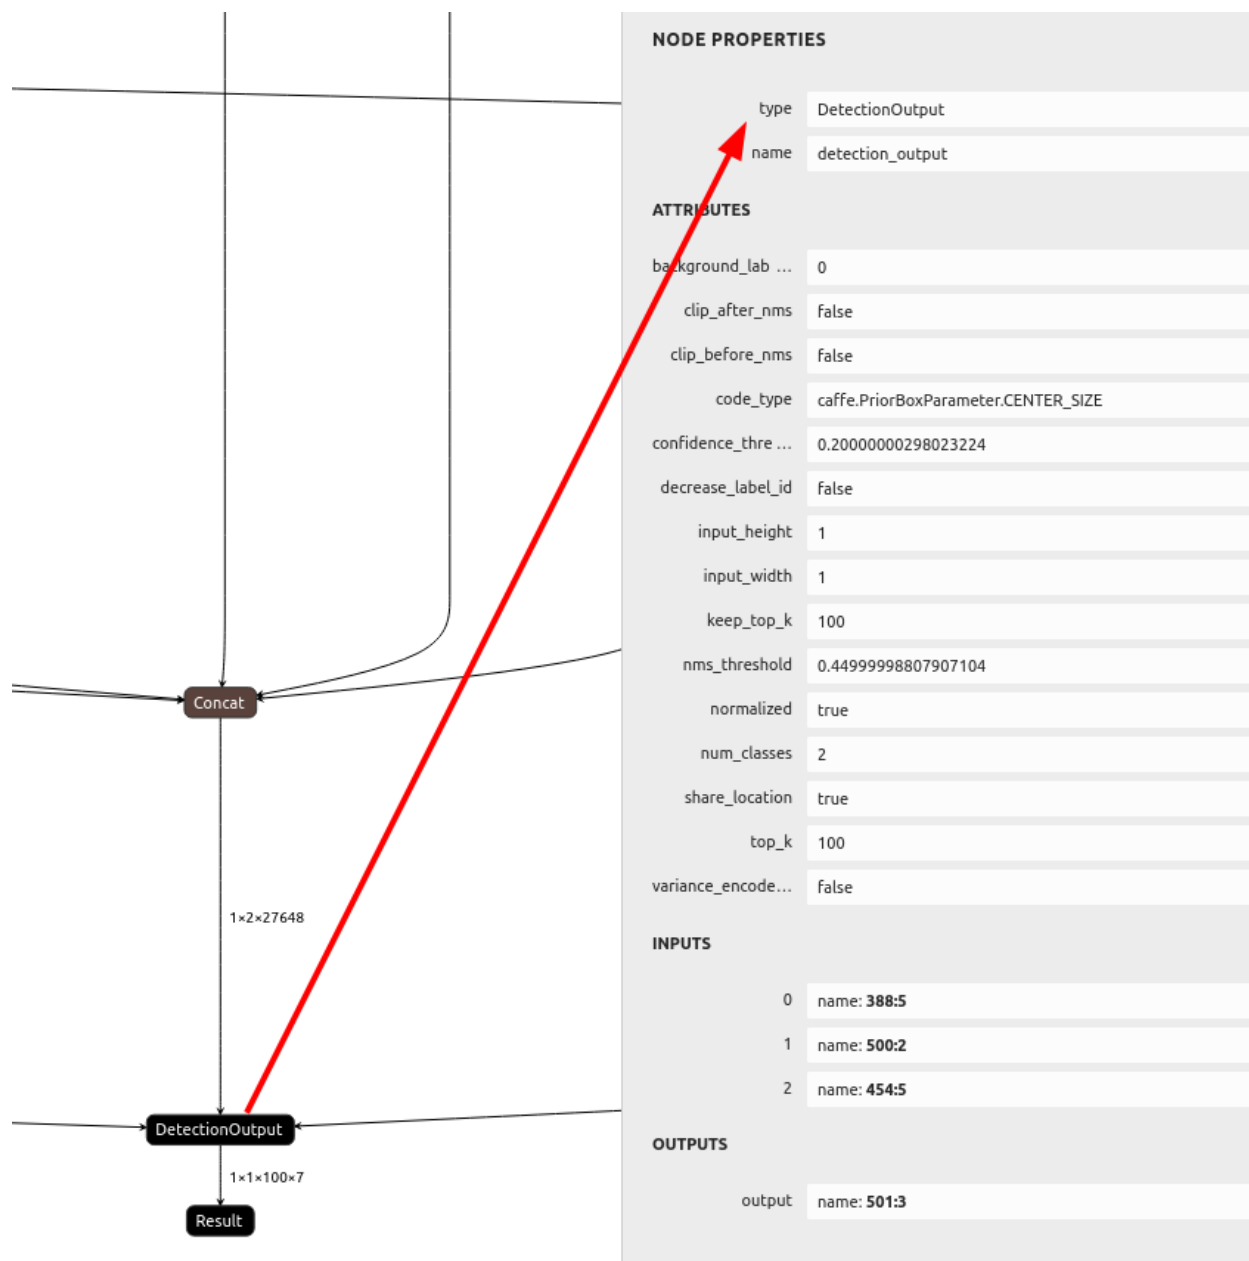 NODE PROPERTIES
type DetectionOutput
name detection_output
ATTRIBUTES
background_lab ... 0
clip_after_nms false
clip_before_nms false
code_type caffe.PriorBoxParameter.CENTER_SIZE
confidence_thre ... 0.20000000298023224
decrease_label_id false
input_height 1
input_width 1
keep_top_k 100
nms_threshold 0.44999998807907104
normalized true
num_classes 2
share_location true
top_k 100
variance_encode... false
INPUTS
0 name: 388:5
1 name: 500:2
2 name: 454:5
OUTPUTS
output name: 501:3
Concat
1×2×27648
DetectionOutput
1×1×100×7
Result